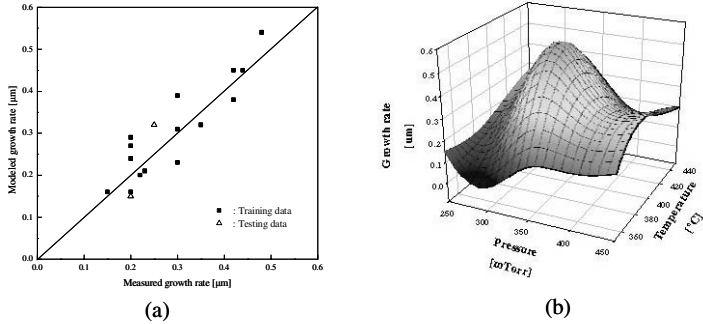 0.6
0.5
0.4
0.3
0.2
0.1
0.0
0.0
0.1
0.2
0.3
0.4
0.5
0.6
Modeled growth rate [μm]
Measured growth rate [μm]
: Training data
: Testing data
(a)
0.6
0.5
0.4
0.3
0.2
0.1
0.0
Growth rate
[um]
250
300
350
400
450
Pressure
[mTorr]
360
380
400
420
440
Temperature
[°C]
(b)